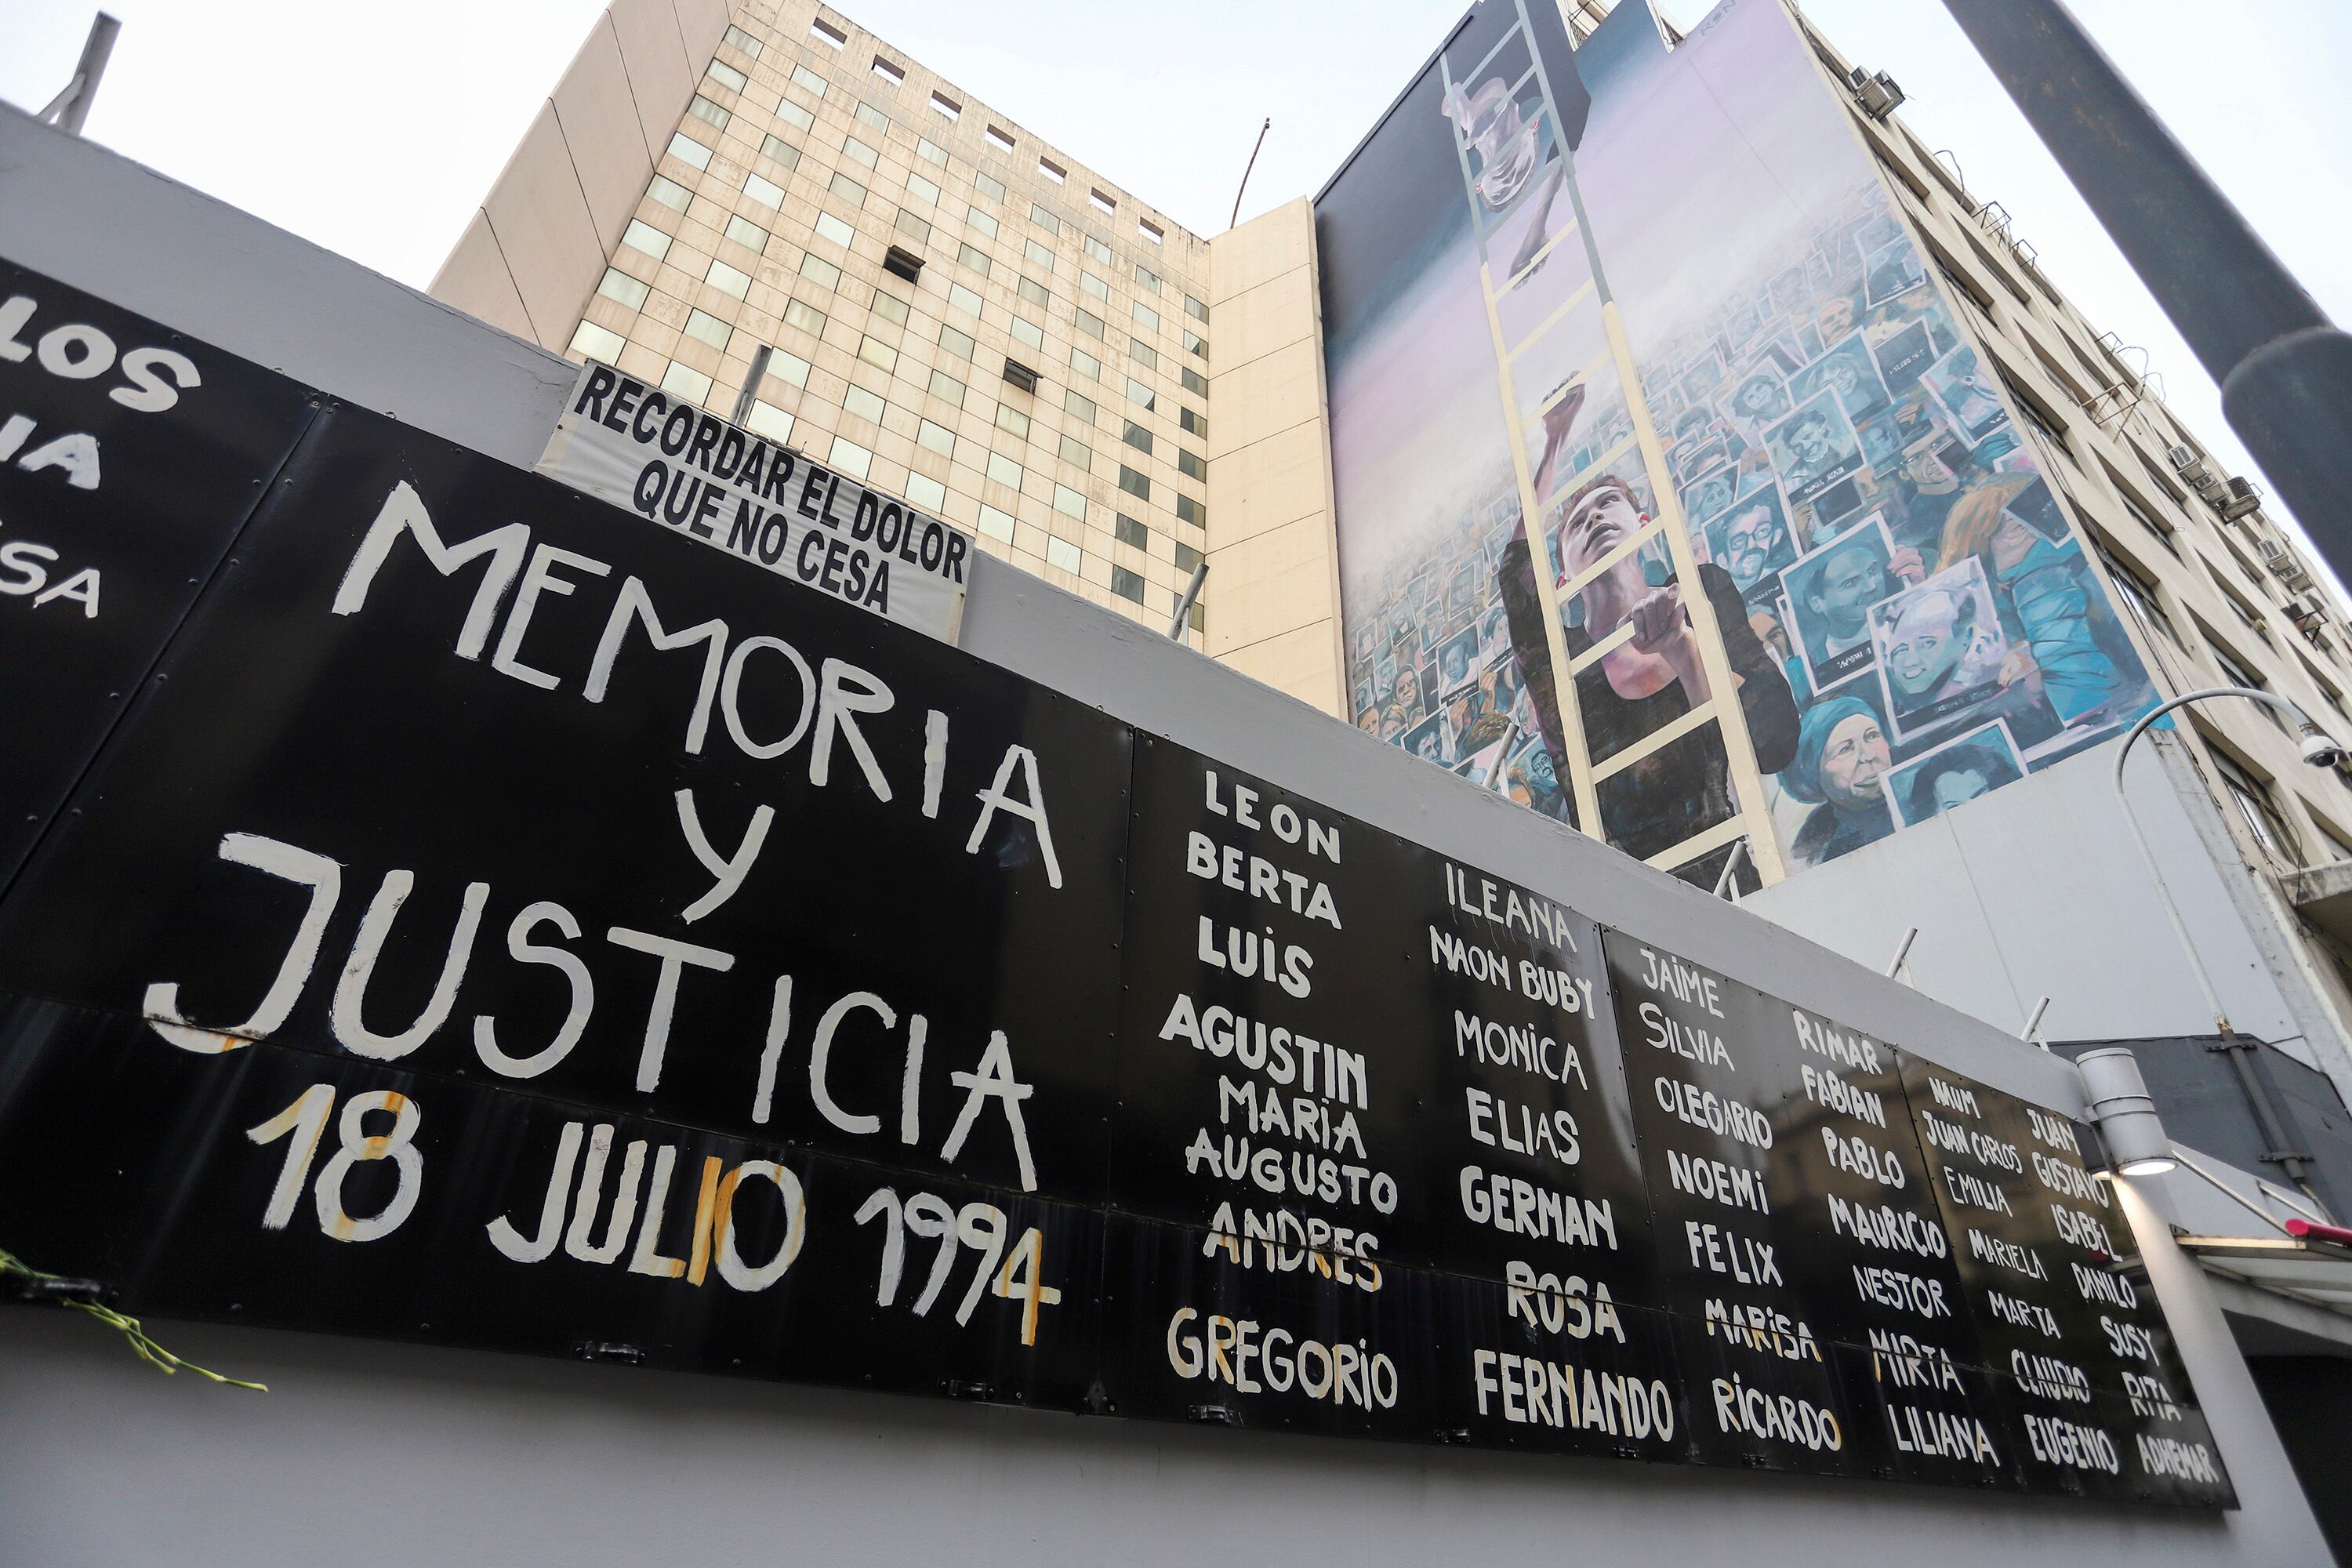 LOS
IA
SA
RECORDAR EL DOLOR
QUE NO CESA
MEMORIA
Y
JUSTICIA
18 JULIO 1994
LEON
BERTA
LUiS
AGUSTIN
MARiA
AUGUSTO
ANDRES
GREGORiO
ILEANA
NAON BUBY
MONiCA
ELIAS
GERMAN
ROSA
FERNANDO
JAiME
SILVIA
OLEGARIO
NOEMi
FELIX
MARiSA
RiCARDO
RIMAR
FABIAN
PABLO
MAURICIO
NESTOR
MIRTA
LILIANA
NAUM
JUAN CARLOS
EMILIA
MARIELA
MARTA
CLAUDIO
EUGENIO
JUAN
GUSTAVO
ISABEL
DANILO
SUSY
RITA
ADHEMAR